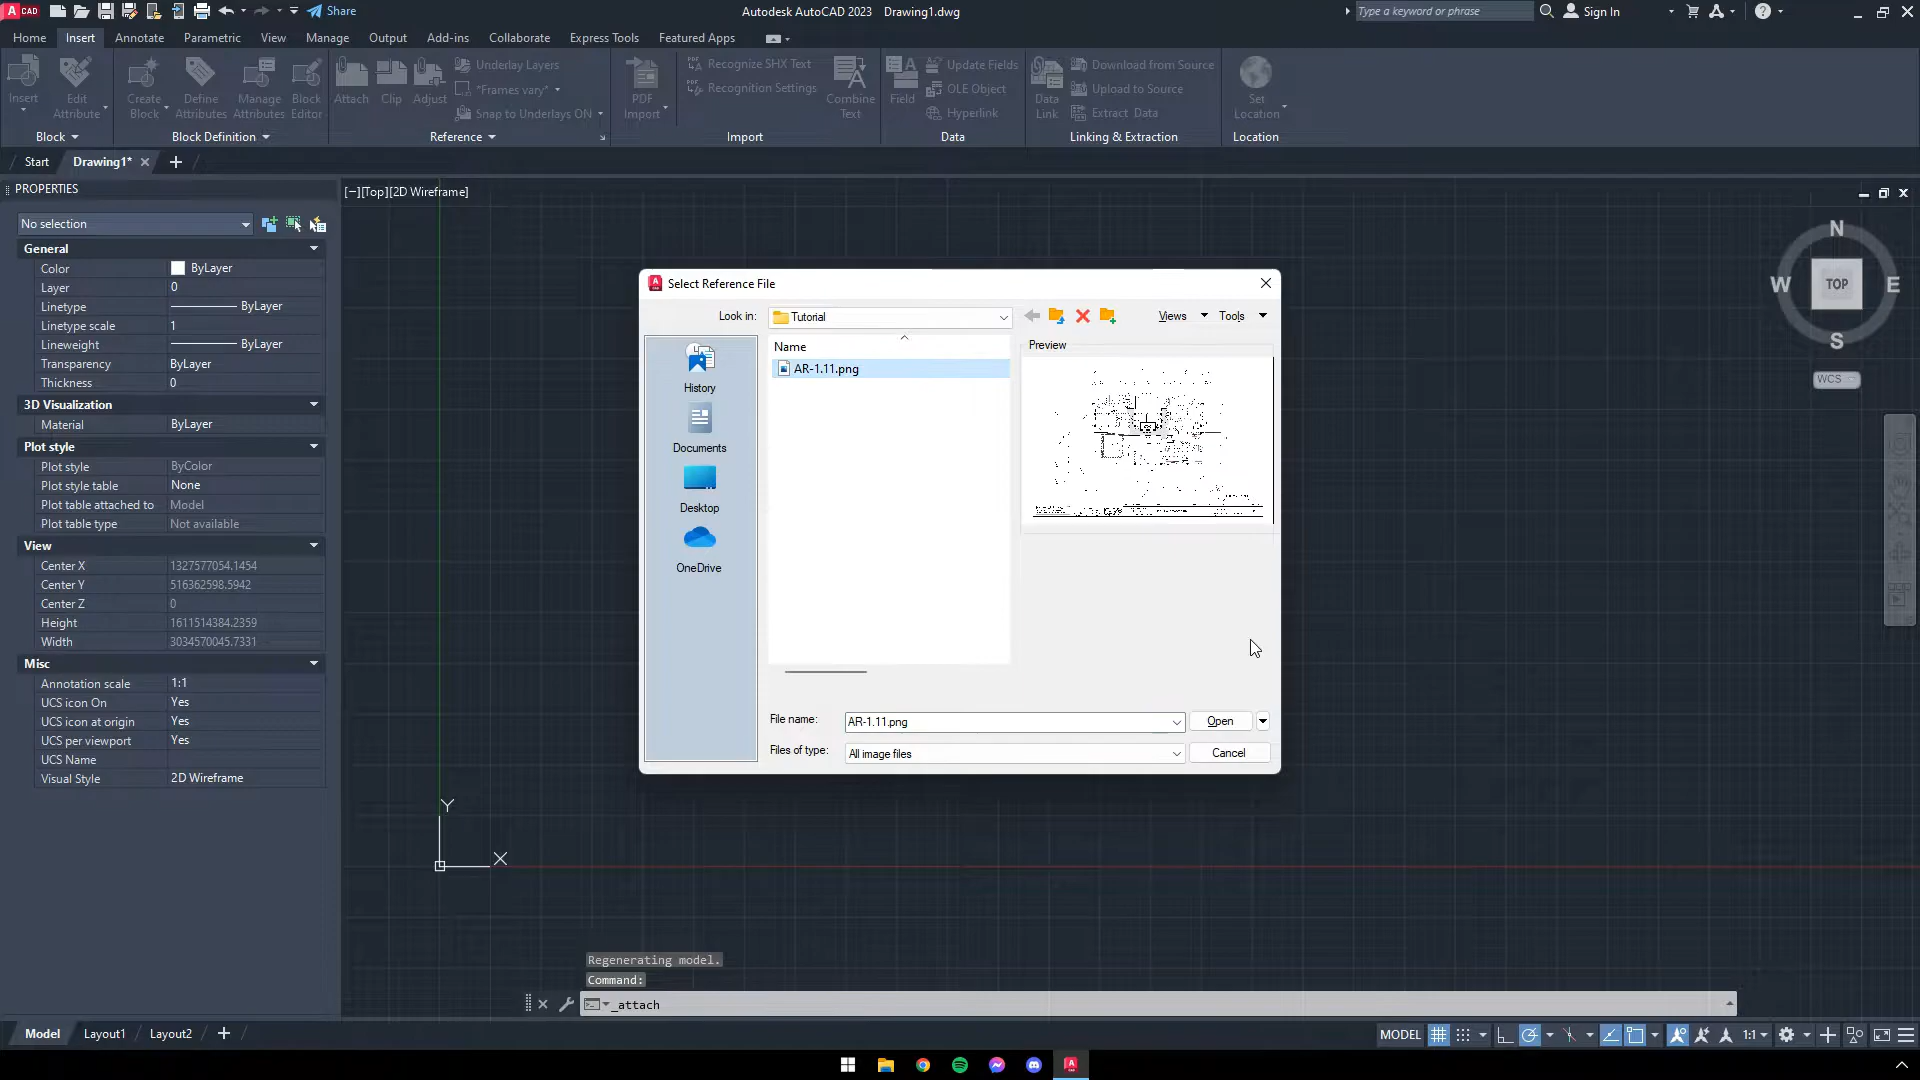 Share
Autodesk AutoCAD 2023 Drawing1.dwg
Type a keyword or phrase
Sign In
Home Insert Annotate Parametric View Manage Output Add-ins Collaborate Express Tools Featured Apps
Insert
Edit Attribute
Create Block
Define Attributes
Manage Attributes
Block Editor
Attach
Clip
Adjust
Underlay Layers
*Frames vary*
Snap to Underlays ON
PDF Import
Recognize SHX Text
Recognition Settings
Combine Text
Field
Update Fields
OLE Object
Hyperlink
Data Link
Download from Source
Upload to Source
Extract Data
Set Location
Block
Block Definition
Reference
Import
Data
Linking & Extraction
Location
Start
Drawing1*
PROPERTIES
[−][Top][2D Wireframe]
No selection
General
Color ByLayer
Layer 0
Linetype ByLayer
Linetype scale 1
Lineweight ByLayer
Transparency ByLayer
Thickness 0
3D Visualization
Material ByLayer
Plot style
Plot style ByColor
Plot style table None
Plot table attached to Model
Plot table type Not available
View
Center X 1327577054.1454
Center Y 516362598.5942
Center Z 0
Height 1611514384.2359
Width 3034570045.7331
Misc
Annotation scale 1:1
UCS icon On Yes
UCS icon at origin Yes
UCS per viewport Yes
UCS Name
Visual Style 2D Wireframe
Select Reference File
Look in: Tutorial
Views
Tools
Name
AR-1.11.png
Preview
History
Documents
Desktop
OneDrive
File name: AR-1.11.png
Open
Files of type: All image files
Cancel
N
W TOP E
S
WCS
Y
X
Regenerating model.
Command:
_attach
Model Layout1 Layout2
MODEL
1:1